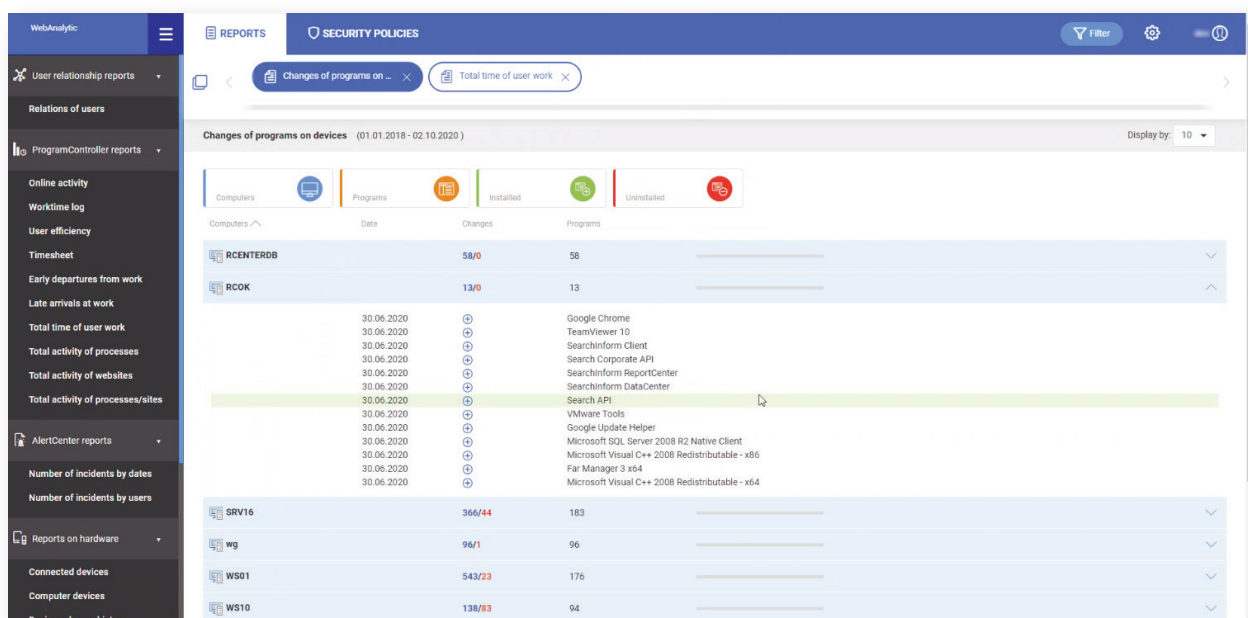 WebAnalytic
REPORTS
SECURITY POLICIES
Filter
User relationship reports
Relations of users
ProgramController reports
Online activity
Worktime log
User efficiency
Timesheet
Early departures from work
Late arrivals at work
Total time of user work
Total activity of processes
Total activity of websites
Total activity of processes/sites
AlertCenter reports
Number of incidents by dates
Number of incidents by users
Reports on hardware
Connected devices
Computer devices
Changes of programs on ...
Total time of user work
Changes of programs on devices (01.01.2018 - 02.10.2020 )
Display by: 10
Computers
Programs
Installled
Uninstalled
Computers Date Changes Programs
RCENTERDB 58/0 58
RCOK 13/0 13
30.06.2020 Google Chrome
30.06.2020 TeamViewer 10
30.06.2020 SearchInform Client
30.06.2020 Search Corporate API
30.06.2020 SearchInform ReportCenter
30.06.2020 SearchInform DataCenter
30.06.2020 Search API
30.06.2020 VMware Tools
30.06.2020 Google Update Helper
30.06.2020 Microsoft SQL Server 2008 R2 Native Client
30.06.2020 Microsoft Visual C++ 2008 Redistributable - x86
30.06.2020 Far Manager 3 x64
30.06.2020 Microsoft Visual C++ 2008 Redistributable - x64
SRV16 366/44 183
wg 96/1 96
WS01 543/23 176
WS10 138/83 94